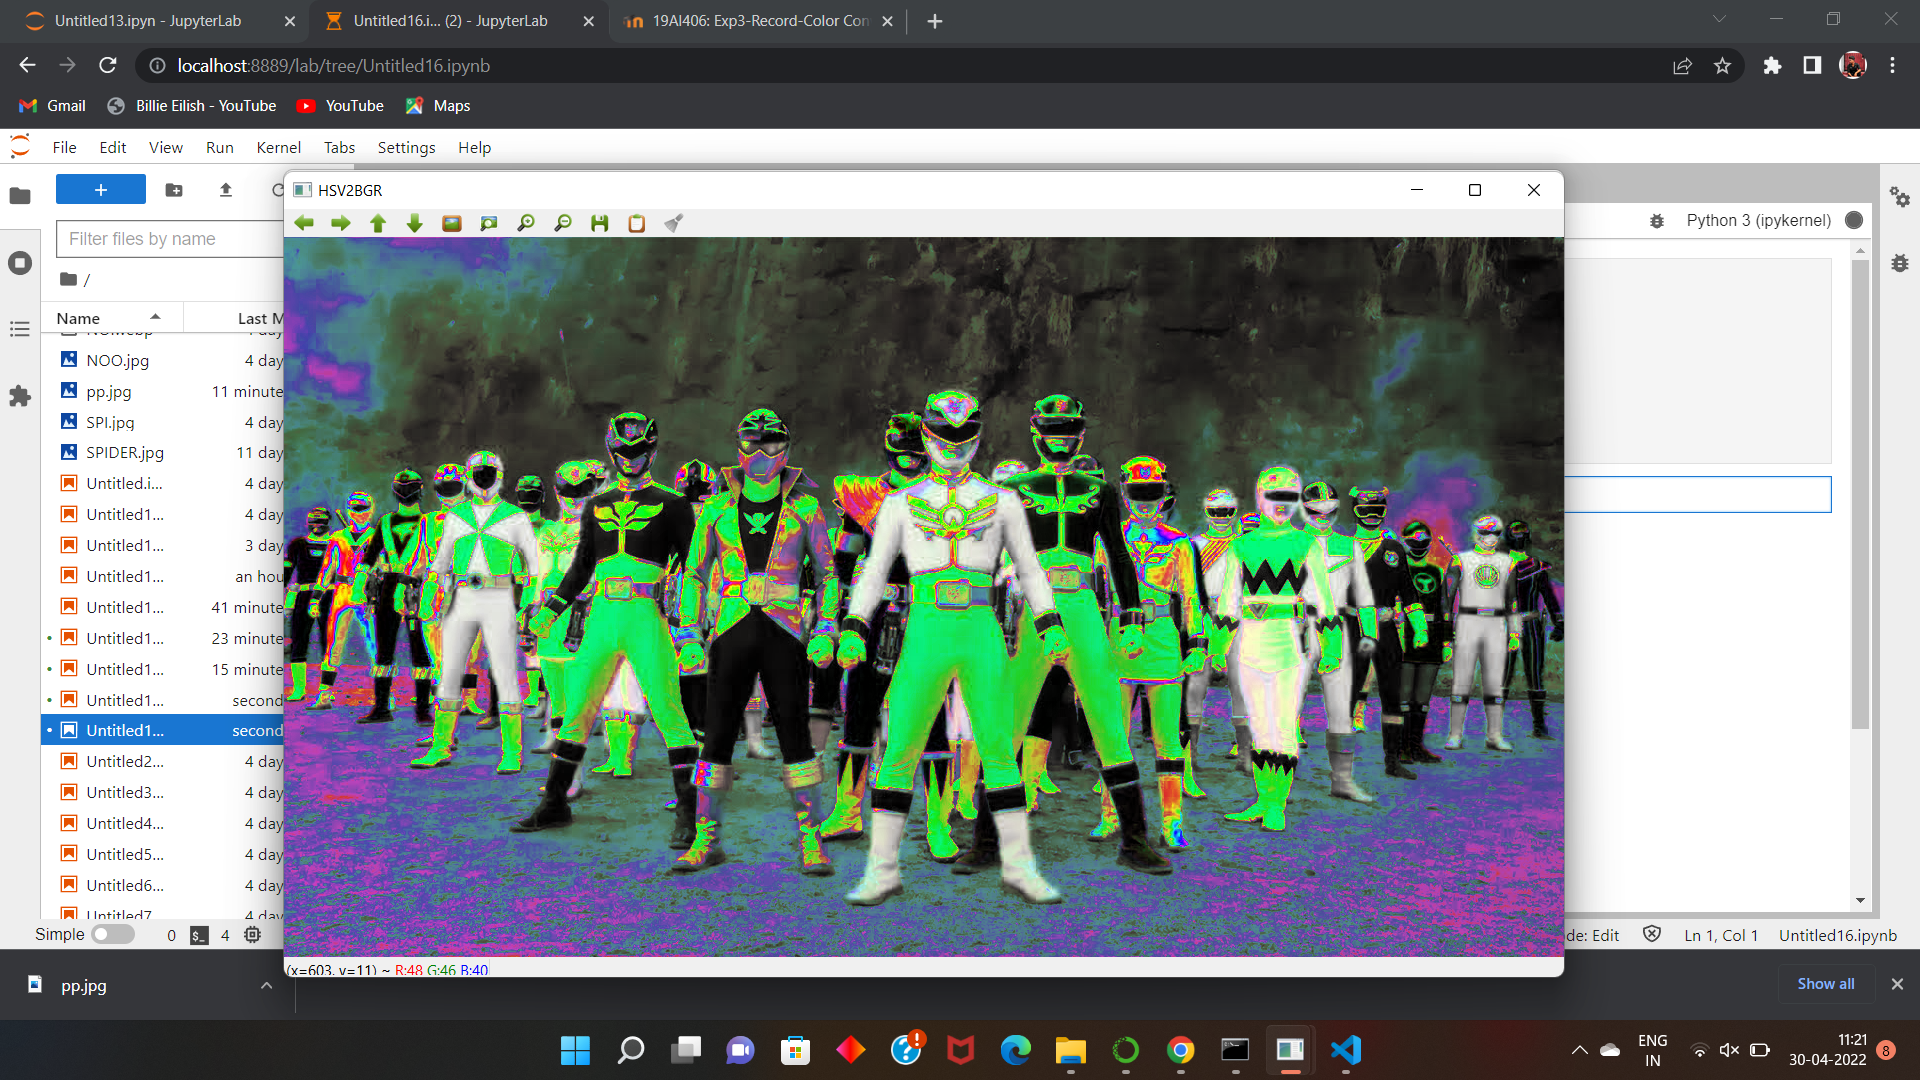 Untitled13.ipyn - JupyterLab
Untitled16.i... (2) - JupyterLab
19AI406: Exp3-Record-Color Con
localhost:8889/lab/tree/Untitled16.ipynb
Gmail
Billie Eilish - YouTube
YouTube
Maps
File Edit View Run Kernel Tabs Settings Help
HSV2BGR
Filter files by name
Python 3 (ipykernel)
/
Name Last M
NOO.jpg 4 day
pp.jpg 11 minute
SPI.jpg 4 day
SPIDER.jpg 11 day
Untitled.i... 4 day
Untitled1... 4 day
Untitled1... 3 day
Untitled1... an hou
Untitled1... 41 minute
Untitled1... 23 minute
Untitled1... 15 minute
Untitled1... second
Untitled1... second
Untitled2... 4 day
Untitled3... 4 day
Untitled4... 4 day
Untitled5... 4 day
Untitled6... 4 day
Untitled7 4 day
Simple 0 4
de: Edit Ln 1, Col 1 Untitled16.ipynb
(x=603, y=11) ~ R:48 G:46 B:40
pp.jpg
Show all
ENG
IN
11:21
30-04-2022
8